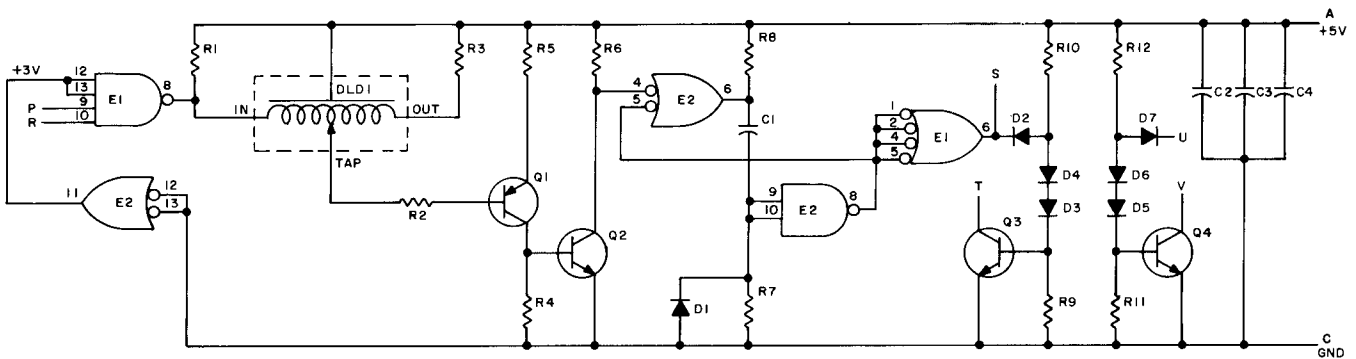 A
+5V
R1
R3
R5
R6
R8
R10
R12
+3V
12
13
9
10
E1
8
P
R
DLD1
IN
OUT
TAP
4
5
E2
6
C1
1
2
4
5
E1
6
S
D2
D7
U
C2
C3
C4
D4
D6
D3
D5
11
E2
12
13
R2
Q1
Q2
9
10
E2
8
T
Q3
V
Q4
R4
D1
R7
R9
R11
C
GND